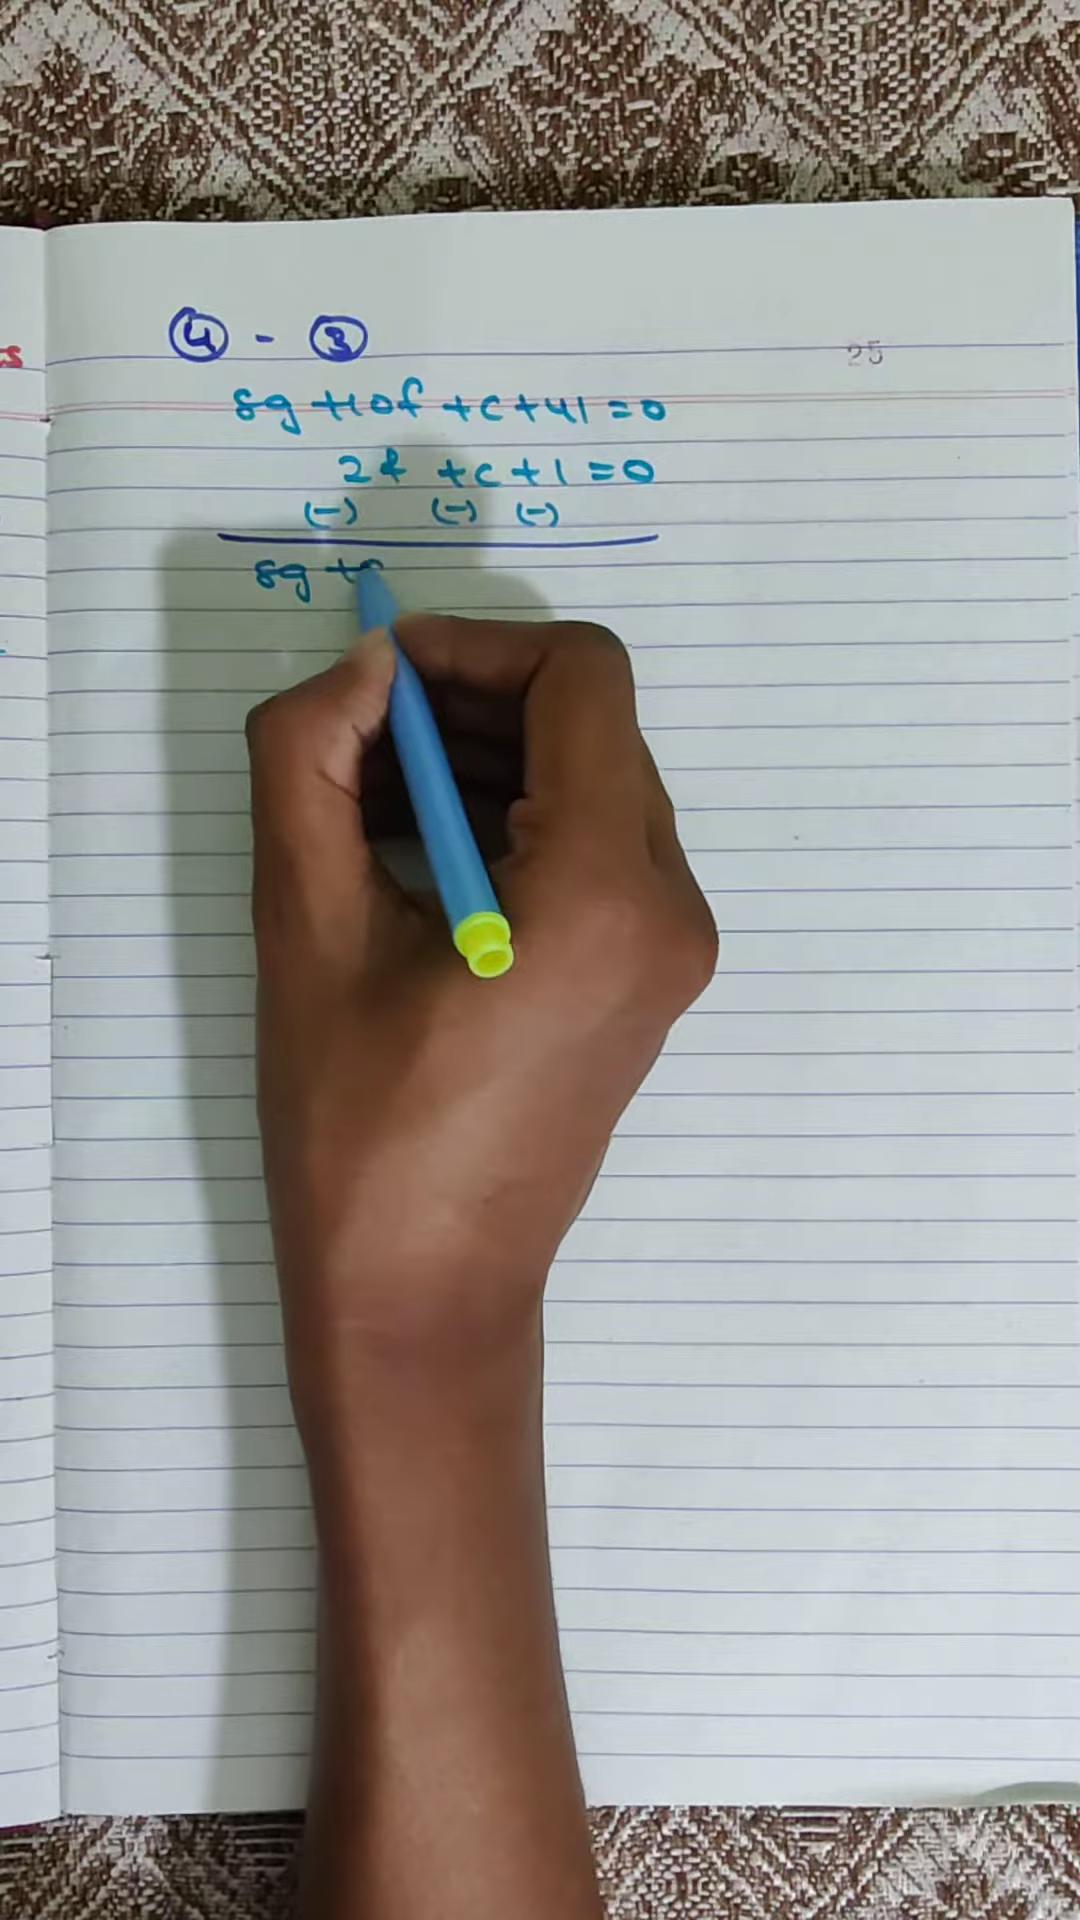 ④ - ③
25
8g +10f +c+41=0
2f +c+1=0
(-) (-) (-)
8g +